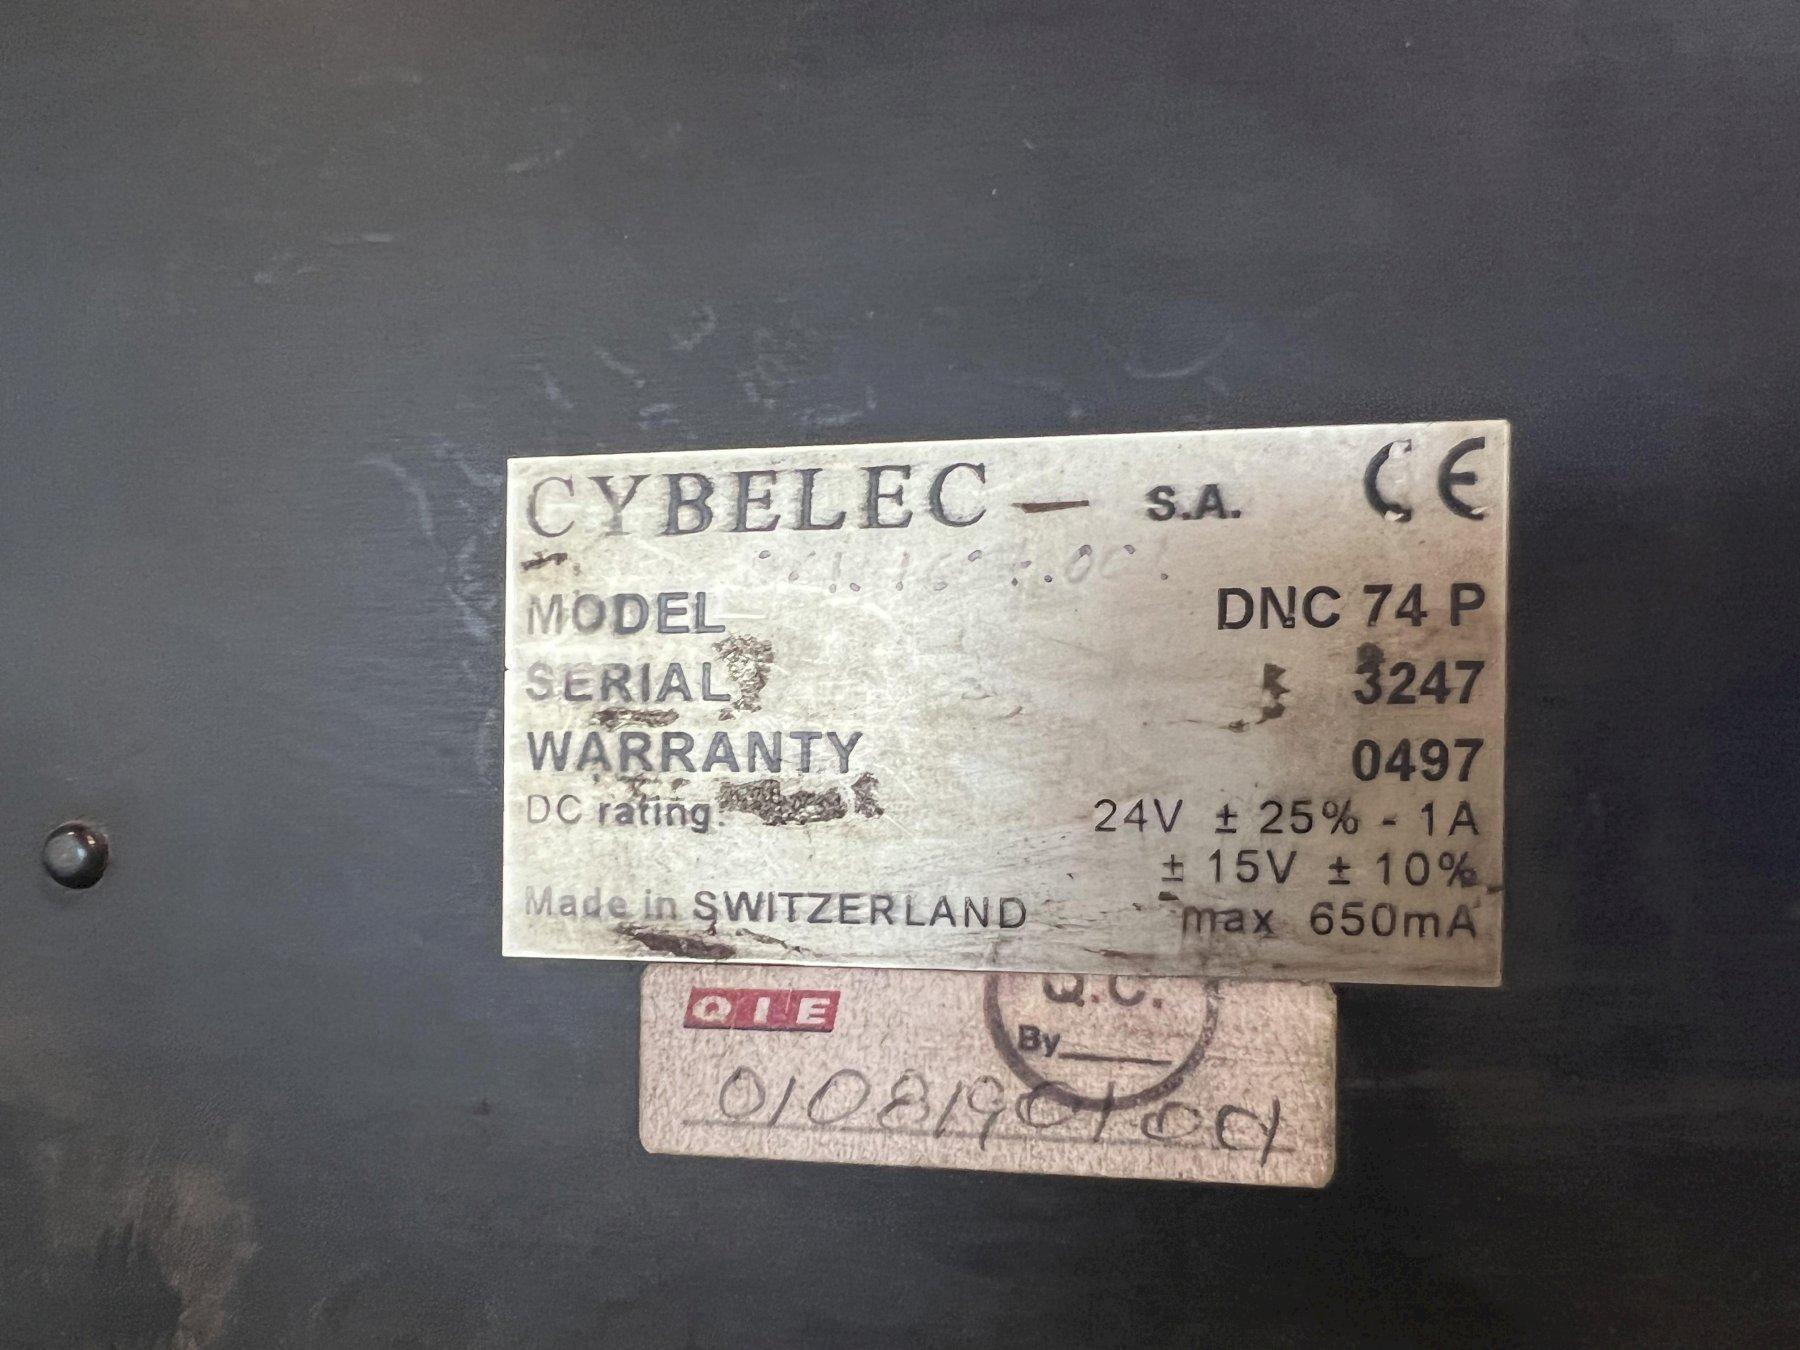 CYBELEC — S.A. CE
MODEL DNC 74 P
SERIAL 3247
WARRANTY 0497
DC rating: 24V ± 25% - 1A
± 15V ± 10%
Made in SWITZERLAND max 650mA
QIE
Q.C.
By